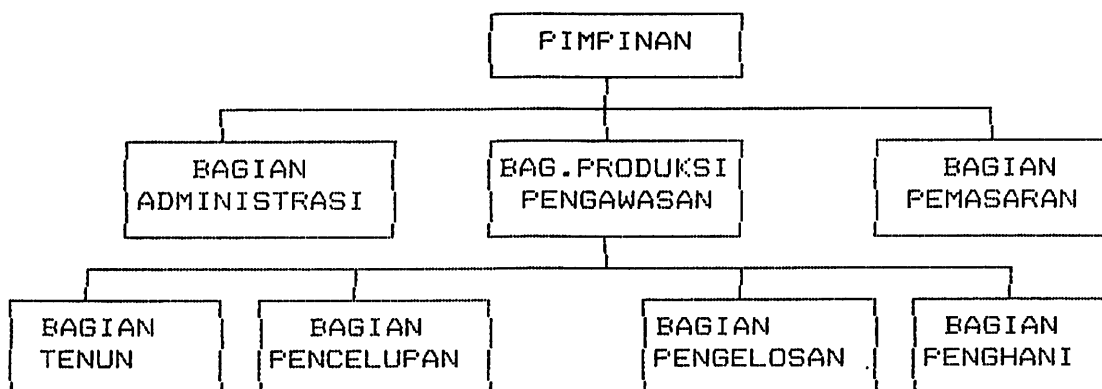 PIMPINAN
BAGIAN
ADMINISTRASI
BAG.PRODUKSI
PENGAWASAN
BAGIAN
PEMASARAN
BAGIAN
TENUN
BAGIAN
PENCELUPAN
BAGIAN
PENGELOSAN
BAGIAN
PENGHANI